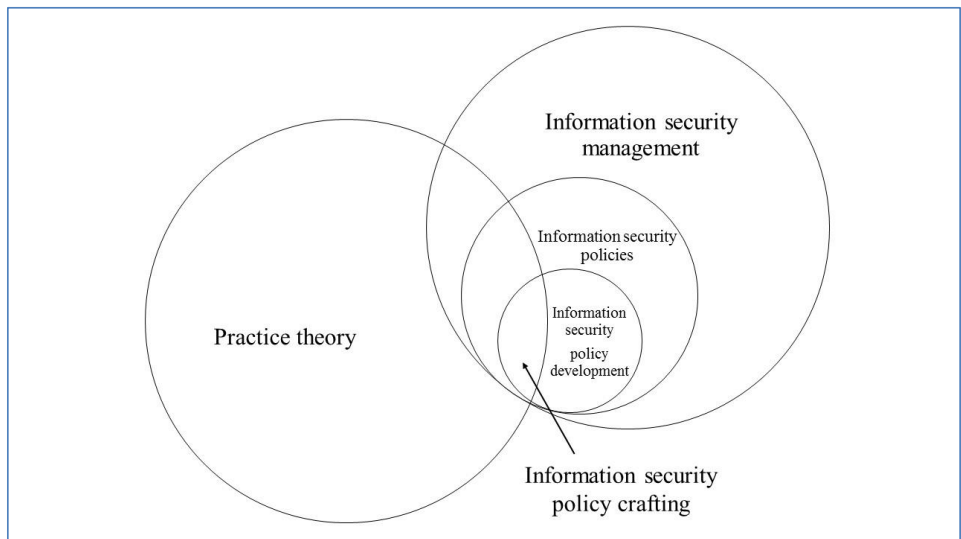 Information security
management
Information security
policies
Information
security
policy
development
Practice theory
Information security
policy crafting